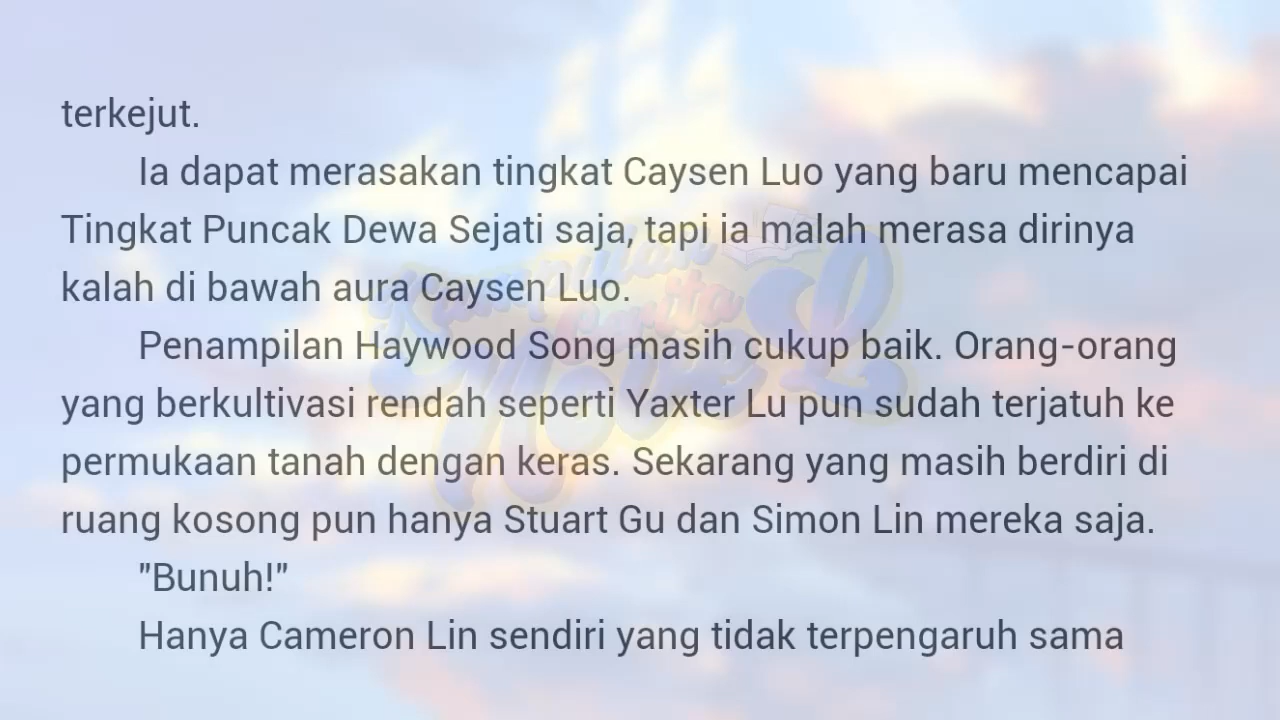 terkejut.
Ia dapat merasakan tingkat Caysen Luo yang baru mencapai
Tingkat Puncak Dewa Sejati saja, tapi ia malah merasa dirinya
kalah di bawah aura Caysen Luo.
Penampilan Haywood Song masih cukup baik. Orang-orang
yang berkultivasi rendah seperti Yaxter Lu pun sudah terjatuh ke
permukaan tanah dengan keras. Sekarang yang masih berdiri di
ruang kosong pun hanya Stuart Gu dan Simon Lin mereka saja.
"Bunuh!"
Hanya Cameron Lin sendiri yang tidak terpengaruh sama